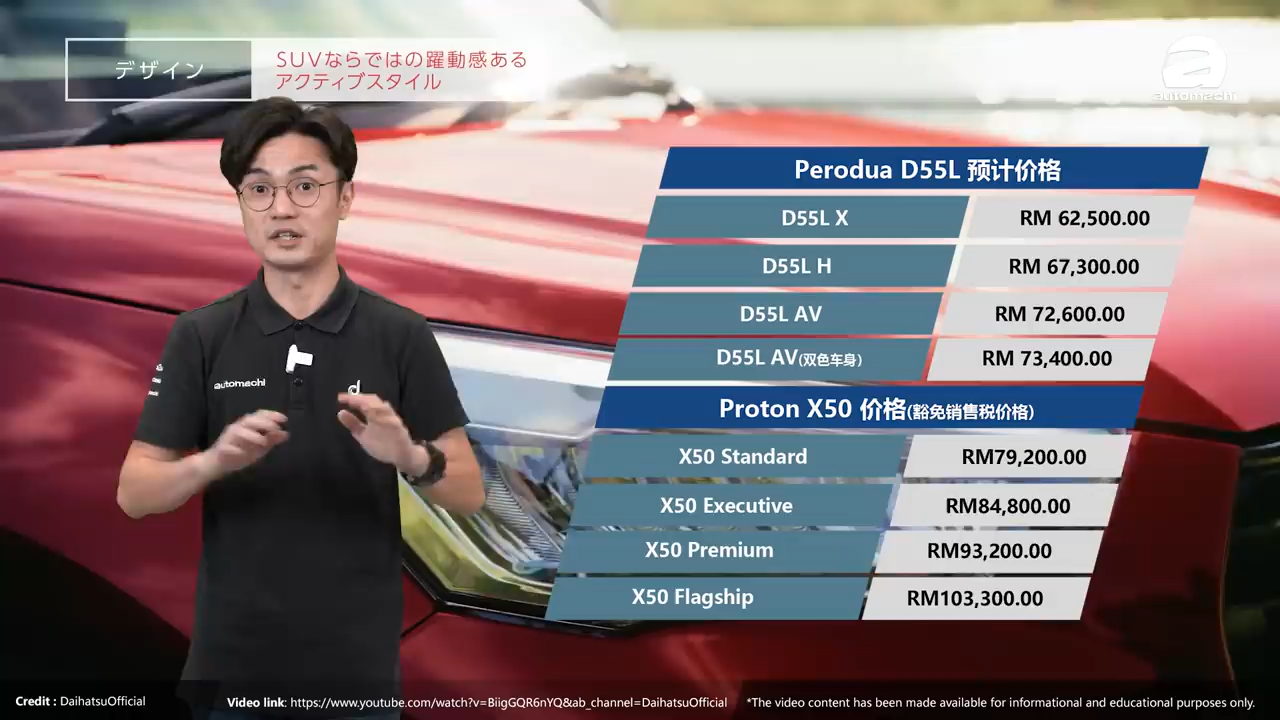 デザイン
SUVならではの躍動感ある
アクティブスタイル
automachi
Perodua D55L 预计价格
D55L X RM 62,500.00
D55L H RM 67,300.00
D55L AV RM 72,600.00
D55L AV(双色车身) RM 73,400.00
Proton X50 价格(豁免销售税价格)
X50 Standard RM79,200.00
X50 Executive RM84,800.00
X50 Premium RM93,200.00
X50 Flagship RM103,300.00
automachi
Credit : DaihatsuOfficial
Video link: https://www.youtube.com/watch?v=BiigGQR6nYQ&ab_channel=DaihatsuOfficial
*The video content has been made available for informational and educational purposes only.